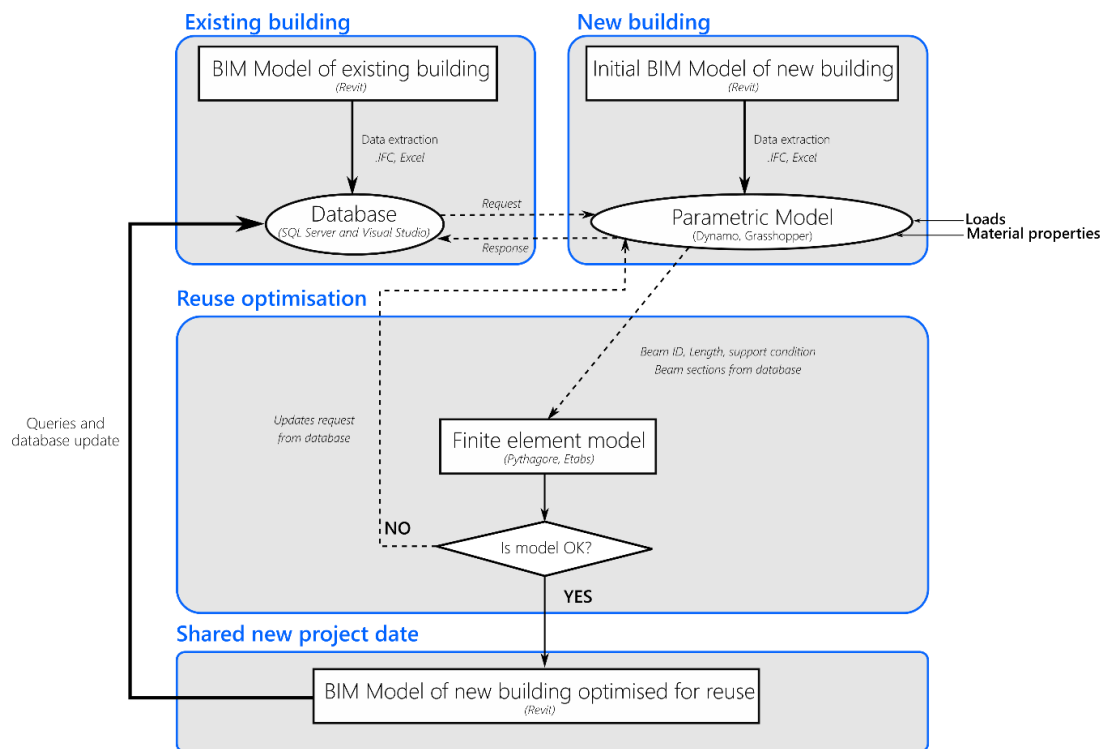 Existing building
BIM Model of existing building
(Revit)
Data extraction
.IFC, Excel
Database
(SQL Server and Visual Studio)
Request
Response
New building
Initial BIM Model of new building
(Revit)
Data extraction
.IFC, Excel
Parametric Model
(Dynamo, Grasshopper)
Loads
Material properties
Reuse optimisation
Beam ID, Length, support condition
Beam sections from database
Updates request
from database
Finite element model
(Pythagore, Etabs)
Is model OK?
NO
YES
Queries and
database update
Shared new project date
BIM Model of new building optimised for reuse
(Revit)